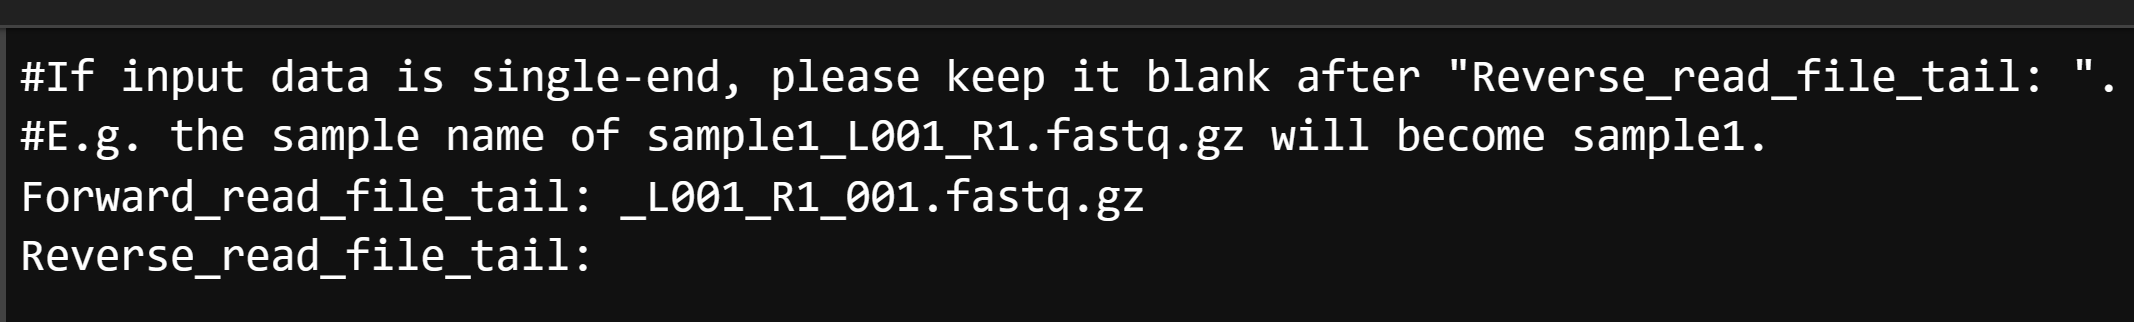 #If input data is single-end, please keep it blank after "Reverse_read_file_tail: ".
#E.g. the sample name of sample1_L001_R1.fastq.gz will become sample1.
Forward_read_file_tail: _L001_R1_001.fastq.gz
Reverse_read_file_tail: